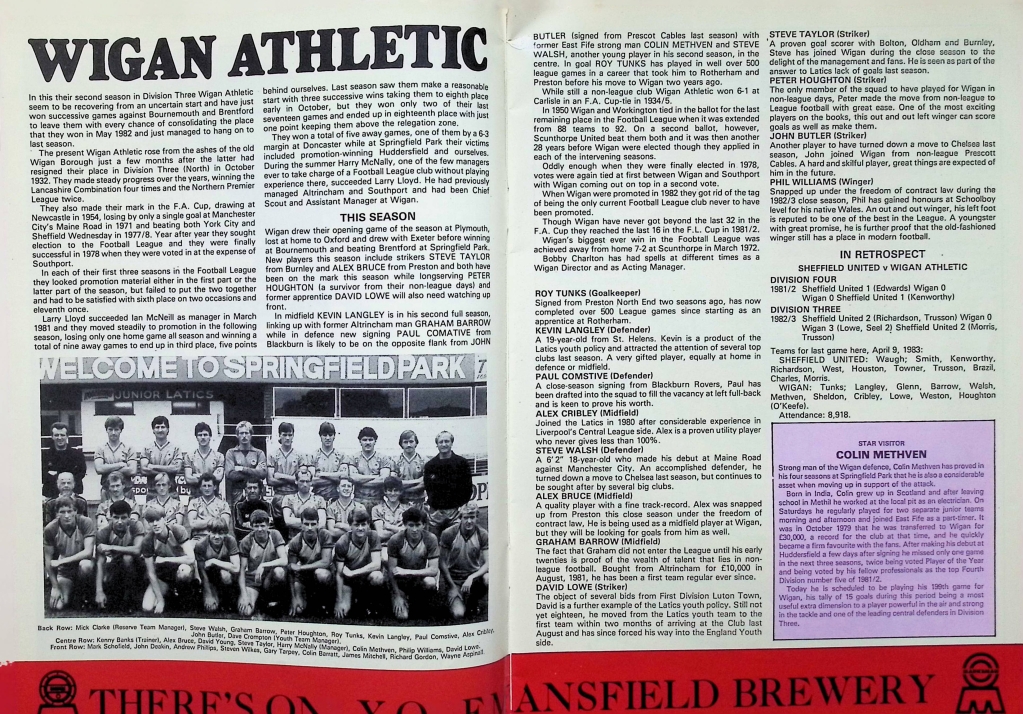 WIGAN ATHLETIC
In this their second season in Division Three Wigan Athletic
seem to be recovering from an uncertain start and have just
won successive games against Bournemouth and Brentford
to leave them with every chance of consolidating the place
that they won in May 1982 and just managed to hang on to
last season.
The present Wigan Athletic rose from the ashes of the old
Wigan Borough just a few months after the latter had
resigned their place in Division Three (North) in October
1932. They made steady progress over the years, winning the
Lancashire Combination four times and the Northern Premier
League twice.
They also made their mark in the F.A. Cup, drawing at
Newcastle in 1954, losing by only a single goal at Manchester
City's Maine Road in 1971 and beating both York City and
Sheffield Wednesday in 1977/8. Year after year they sought
election to the Football League and they were finally
successful in 1978 when they were voted in at the expense of
Southport.
In each of their first three seasons in the Football League
they looked promotion material either in the first part or the
latter part of the season, but failed to put the two together
and had to be satisfied with sixth place on two occasions and
eleventh once.
Larry Lloyd succeeded Ian McNeill as manager in March
1981 and they moved steadily to promotion in the following
season, losing only one home game all season and winning a
total of nine away games to end up in third place, five points
behind ourselves. Last season saw them make a reasonable
start with three successive wins taking them to eighth place
early in October, but they won only two of their last
seventeen games and ended up in eighteenth place with just
one point keeping them above the relegation zone.
They won a total of five away games, one of them by a 6-3
margin at Doncaster while at Springfield Park their victims
included promotion-winning Huddersfield and ourselves.
During the summer Harry McNally, one of the few managers
ever to take charge of a Football League club without playing
experience there, succeeded Larry Lloyd. He had previously
managed Altrincham and Southport and had been Chief
Scout and Assistant Manager at Wigan.
THIS SEASON
Wigan drew their opening game of the season at Plymouth,
lost at home to Oxford and drew with Exeter before winning
at Bournemouth and beating Brentford at Springfield Park.
New players this season include strikers STEVE TAYLOR
from Burnley and ALEX BRUCE from Preston and both have
been on the mark this season while longserving PETER
HOUGHTON (a survivor from their non-league days) and
former apprentice DAVID LOWE will also need watching up
front.
In midfield KEVIN LANGLEY is in his second full season,
linking up with former Altrincham man GRAHAM BARROW
while in defence new signing PAUL COMATIVE from
Blackburn is likely to be on the opposite flank from JOHN
WELCOME TO SPRINGFIELD PARK
JUNIOR LATICS
Back Row: Mick Clarke (Reserve Team Manager), Steve Walsh, Graham Barrow, Peter Houghton, Roy Tunks, Kevin Langley, Paul Comstive, Alex Cribley,
John Butler, Dave Crompton (Youth Team Manager).
Centre Row: Kenny Banks (Trainer), Alex Bruce, David Young, Steve Taylor, Harry McNally (Manager), Colin Methven, Philip Williams, David Lowe.
Front Row: Mark Schofield, John Deakin, Andrew Phillips, Steven Wilkes, Gary Tarpey, Colin Barratt, James Mitchell, Richard Gordon, Wayne Aspinall.
BUTLER (signed from Prescot Cables last season) with
former East Fife strong man COLIN METHVEN and STEVE
WALSH, another young player in his second season, in the
centre. In goal ROY TUNKS has played in well over 500
league games in a career that took him to Rotherham and
Preston before his move to Wigan two years ago.
While still a non-league club Wigan Athletic won 6-1 at
Carlisle in an F.A. Cup-tie in 1934/5.
In 1950 Wigan and Workington tied in the ballot for the last
remaining place in the Football League when it was extended
from 88 teams to 92. On a second ballot, however,
Scunthorpe United beat them both and it was then another
28 years before Wigan were elected though they applied in
each of the intervening seasons.
Oddly enough when they were finally elected in 1978,
votes were again tied at first between Wigan and Southport
with Wigan coming out on top in a second vote.
When Wigan were promoted in 1982 they got rid of the tag
of being the only current Football League club never to have
been promoted.
Though Wigan have never got beyond the last 32 in the
F.A. Cup they reached the last 16 in the F.L. Cup in 1981/2.
Wigan's biggest ever win in the Football League was
achieved away from home 7-2 at Scunthorpe in March 1972.
Bobby Charlton has had spells at different times as a
Wigan Director and as Acting Manager.
ROY TUNKS (Goalkeeper)
Signed from Preston North End two seasons ago, has now
completed over 500 League games since starting as an
apprentice at Rotherham.
KEVIN LANGLEY (Defender)
A 19-year-old from St. Helens. Kevin is a product of the
Latics youth policy and attracted the attention of several top
clubs last season. A very gifted player, equally at home in
defence or midfield.
PAUL COMSTIVE (Defender)
A close-season signing from Blackburn Rovers, Paul has
been drafted into the squad to fill the vacancy at left full-back
and is keen to prove his worth.
ALEX CRIBLEY (Midfield)
Joined the Latics in 1980 after considerable experience in
Liverpool's Central League side. Alex is a proven utility player
who never gives less than 100%.
STEVE WALSH (Defender)
A 6'2" 18-year-old who made his debut at Maine Road
against Manchester City. An accomplished defender, he
turned down a move to Chelsea last season, but continues to
be sought after by several big clubs.
ALEX BRUCE (Midfield)
A quality player with a fine track-record. Alex was snapped
up from Preston this close season under the freedom of
contract law, He is being used as a midfield player at Wigan,
but they will be looking for goals from him as well.
GRAHAM BARROW (Midfield)
The fact that Graham did not enter the League until his early
twenties is proof of the wealth of talent that lies in non-
league football. Bought from Altrincham for £10,000 in
August, 1981, he has been a first team regular ever since.
DAVID LOWE (Striker)
The object of several bids from First Division Luton Town,
David is a further example of the Latics youth policy. Still not
yet eighteen, he moved from the Latics youth team to the
first team within two months of arriving at the Club last
August and has since forced his way into the England Youth
side.
STEVE TAYLOR (Striker)
A proven goal scorer with Bolton, Oldham and Burnley,
Steve has joined Wigan during the close season to the
delight of the management and fans. He is seen as part of the
answer to Latics lack of goals last season.
PETER HOUGHTON (Striker)
The only member of the squad to have played for Wigan in
non-league days, Peter made the move from non-league to
League football with great ease. One of the most exciting
players on the books, this out and left winger can score
goals as well as make them.
JOHN BUTLER (Striker)
Another player to have turned down a move to Chelsea last
season, John joined Wigan from non-league Prescot
Cables. A hard and skilful player, great things are expected of
him in the future.
PHIL WILLIAMS (Winger)
Snapped up under the freedom of contract law during the
1982/3 close season, Phil has gained honours at Schoolboy
level for his native Wales. An out and out winger, his left foot
is reputed to be one of the best in the League. A youngster
with great promise, he is further proof that the old-fashioned
winger still has a place in modern football.
IN RETROSPECT
SHEFFIELD UNITED v WIGAN ATHLETIC
DIVISION FOUR
1981/2 Sheffield United 1 (Edwards) Wigan 0
Wigan 0 Sheffield United 1 (Kenworthy)
DIVISION THREE
1982/3 Sheffield United 2 (Richardson, Trusson) Wigan 0
Wigan 3 (Lowe, Seel 2) Sheffield United 2 (Morris,
Trusson)
Teams for last game here, April 9, 1983:
SHEFFIELD UNITED: Waugh; Smith, Kenworthy,
Richardson, West, Houston, Towner, Trusson, Brazil,
Charles, Morris.
WIGAN: Tunks; Langley, Glenn, Barrow, Walsh,
Methven, Sheldon, Cribley, Lowe, Weston, Houghton
(O'Keefe).
Attendance: 8,918.
STAR VISITOR
COLIN METHVEN
Strong man of the Wigan defence, Colin Methven has proved in
his four seasons at Springfield Park that he is also a considerable
asset when moving up in support of the attack.
Born in India, Colin grew up in Scotland and after leaving
school in Methil he worked at the local pit as an electrician. On
Saturdays he regularly played for two separate junior teams
morning and afternoon and joined East Fife as a part-timer. It
was in October 1979 that he was transferred to Wigan for
£30,000, a record for the club at that time, and he quickly
became a firm favourite with the fans. After making his debut at
Huddersfield a few days after signing he missed only one game
in the next three seasons, twice being voted Player of the Year
and being voted by his fellow professionals as the top Fourth
Division number five of 1981/2.
Today he is scheduled to be playing his 199th game for
Wigan, his tally of 15 goals during this period being a most
useful extra dimension to a player powerful in the air and strong
in the tackle and one of the leading central defenders in Division
Three.
THERE'S ON
MANSFIELD BREWERY